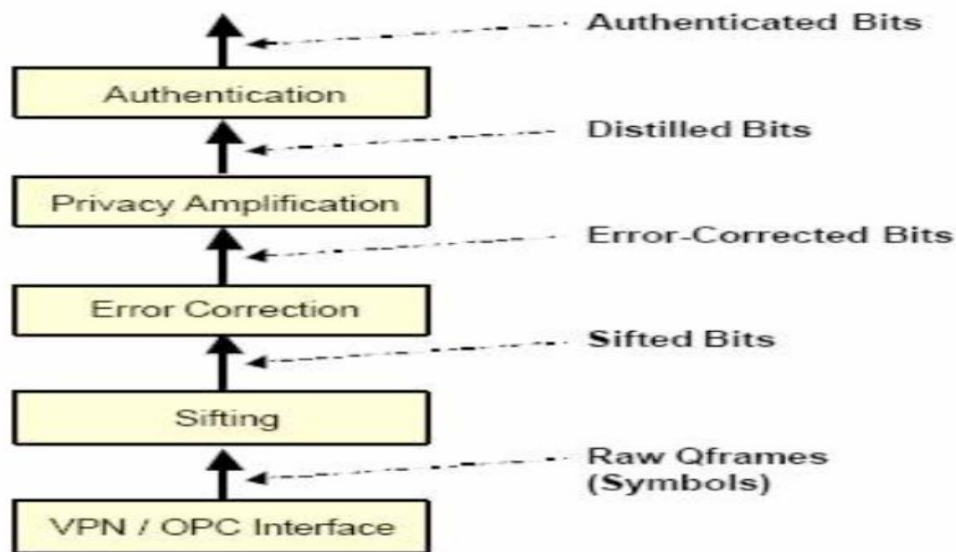 Authenticated Bits
Authentication
Distilled Bits
Privacy Amplification
Error-Corrected Bits
Error Correction
Sifted Bits
Sifting
Raw Qframes
(Symbols)
VPN / OPC Interface